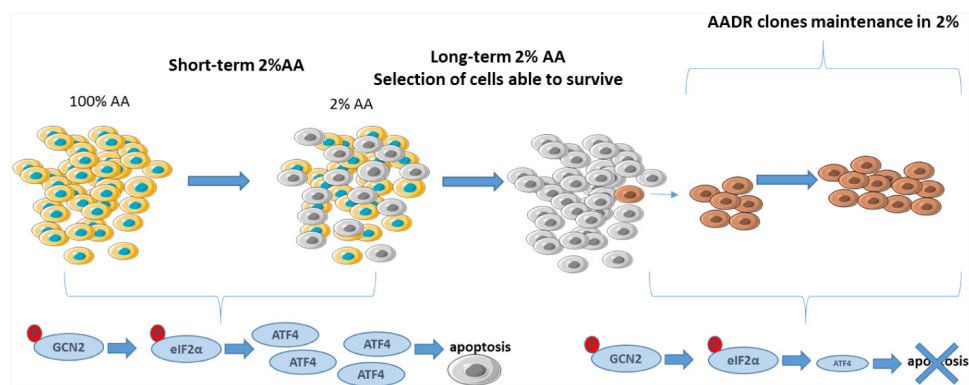 AADR clones maintenance in 2%
Short-term 2%AA
Long-term 2% AA
Selection of cells able to survive
100% AA
2% AA
P
GCN2
P
eIF2α
ATF4
ATF4
ATF4
ATF4
apoptosis
P
GCN2
P
eIF2α
ATF4
apoptosis